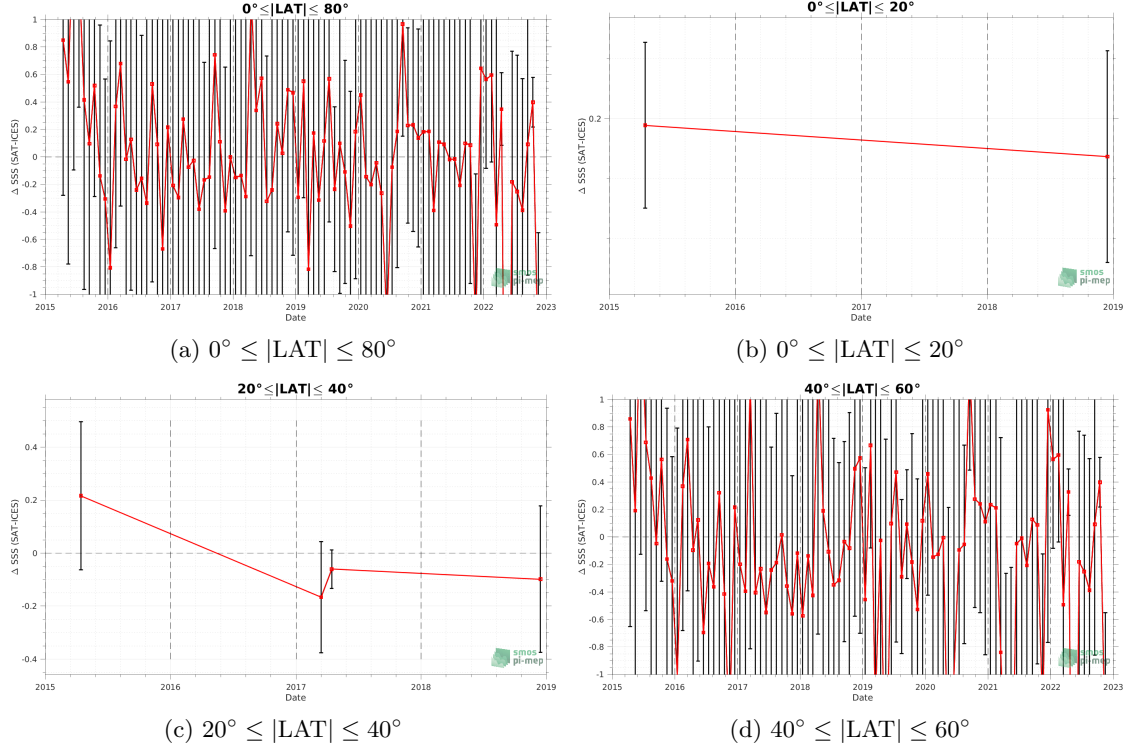 0°≤|LAT|≤ 80°
Δ SSS (SAT-ICES)
1
0.8
0.6
0.4
0.2
0
-0.2
-0.4
-0.6
-0.8
-1
2015 2016 2017 2018 2019 2020 2021 2022 2023
Date
smos
pi-mep
(a) 0° ≤ |LAT| ≤ 80°
0°≤|LAT|≤ 20°
Δ SSS (SAT-ICES)
0.2
2015 2016 2017 2018 2019
Date
smos
pi-mep
(b) 0° ≤ |LAT| ≤ 20°
20°≤|LAT|≤ 40°
Δ SSS (SAT-ICES)
0.4
0.2
0
-0.2
-0.4
2015 2016 2017 2018 2019
Date
smos
pi-mep
(c) 20° ≤ |LAT| ≤ 40°
40°≤|LAT|≤ 60°
Δ SSS (SAT-ICES)
1
0.8
0.6
0.4
0.2
0
-0.2
-0.4
-0.6
-0.8
-1
2015 2016 2017 2018 2019 2020 2021 2022 2023
Date
smos
pi-mep
(d) 40° ≤ |LAT| ≤ 60°